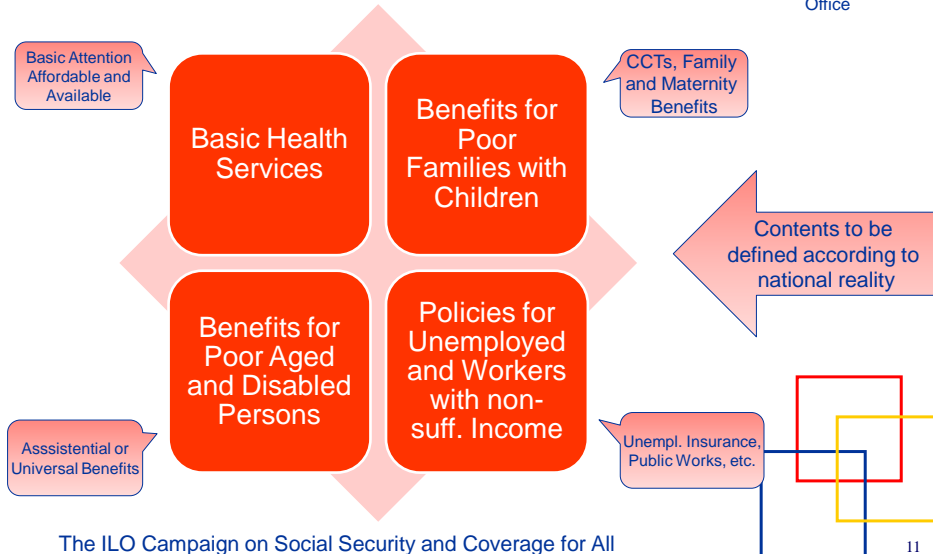 Office
Basic Attention
Affordable and
Available
Basic Health
Services
Benefits for
Poor
Families with
Children
CCTs, Family
and Maternity
Benefits
Contents to be
defined according to
national reality
Benefits for
Poor Aged
and Disabled
Persons
Policies for
Unemployed
and Workers
with non-
suff. Income
Asssistential or
Universal Benefits
Unempl. Insurance,
Public Works, etc.
The ILO Campaign on Social Security and Coverage for All
11